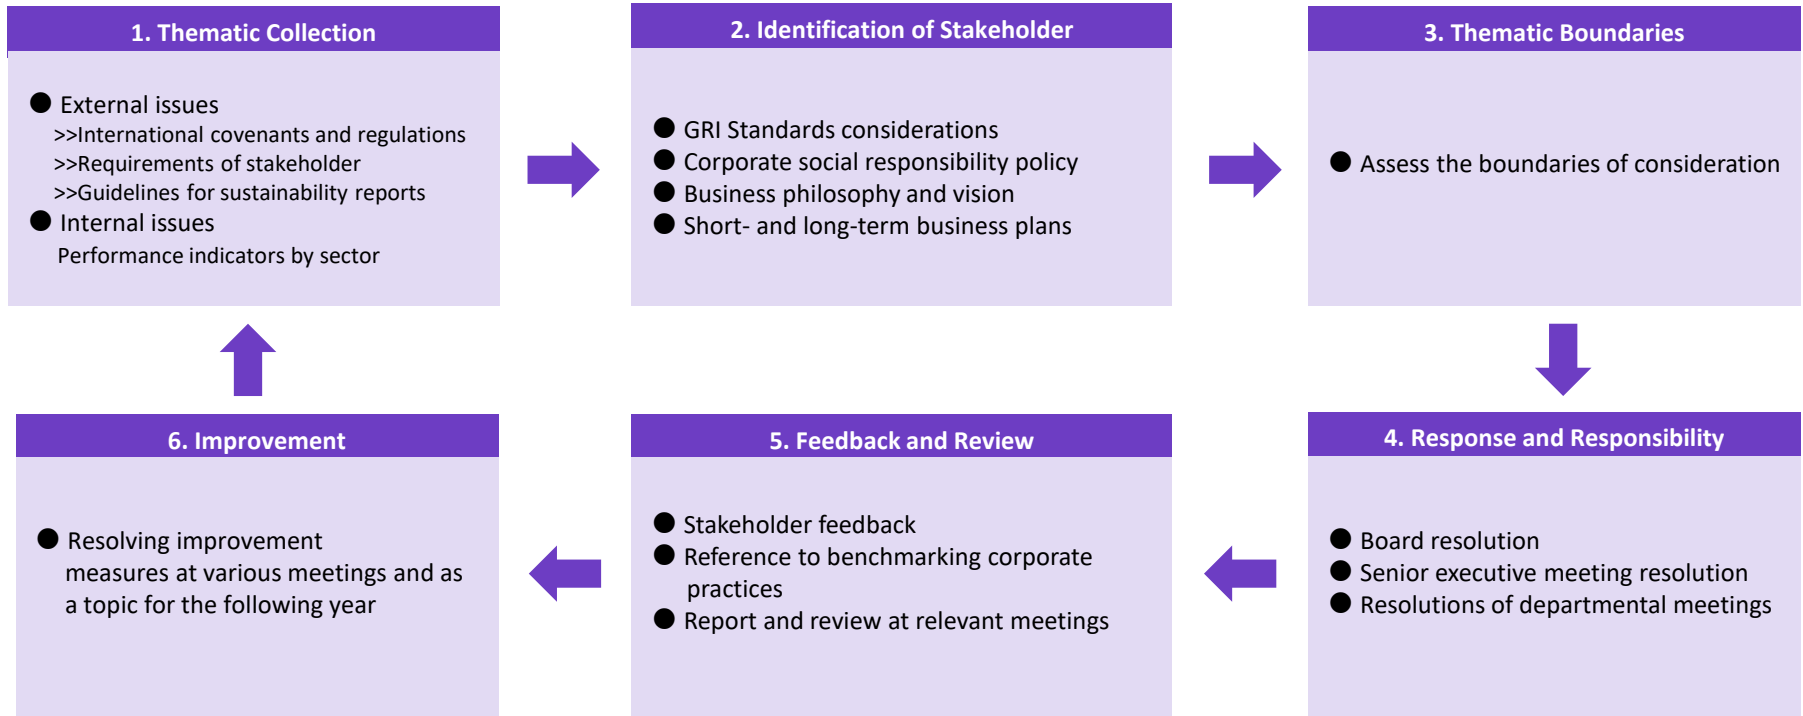 1. Thematic Collection
● External issues
>>International covenants and regulations
>>Requirements of stakeholder
>>Guidelines for sustainability reports
● Internal issues
Performance indicators by sector
2. Identification of Stakeholder
● GRI Standards considerations
● Corporate social responsibility policy
● Business philosophy and vision
● Short- and long-term business plans
3. Thematic Boundaries
● Assess the boundaries of consideration
4. Response and Responsibility
● Board resolution
● Senior executive meeting resolution
● Resolutions of departmental meetings
5. Feedback and Review
● Stakeholder feedback
● Reference to benchmarking corporate
practices
● Report and review at relevant meetings
6. Improvement
● Resolving improvement
measures at various meetings and as
a topic for the following year